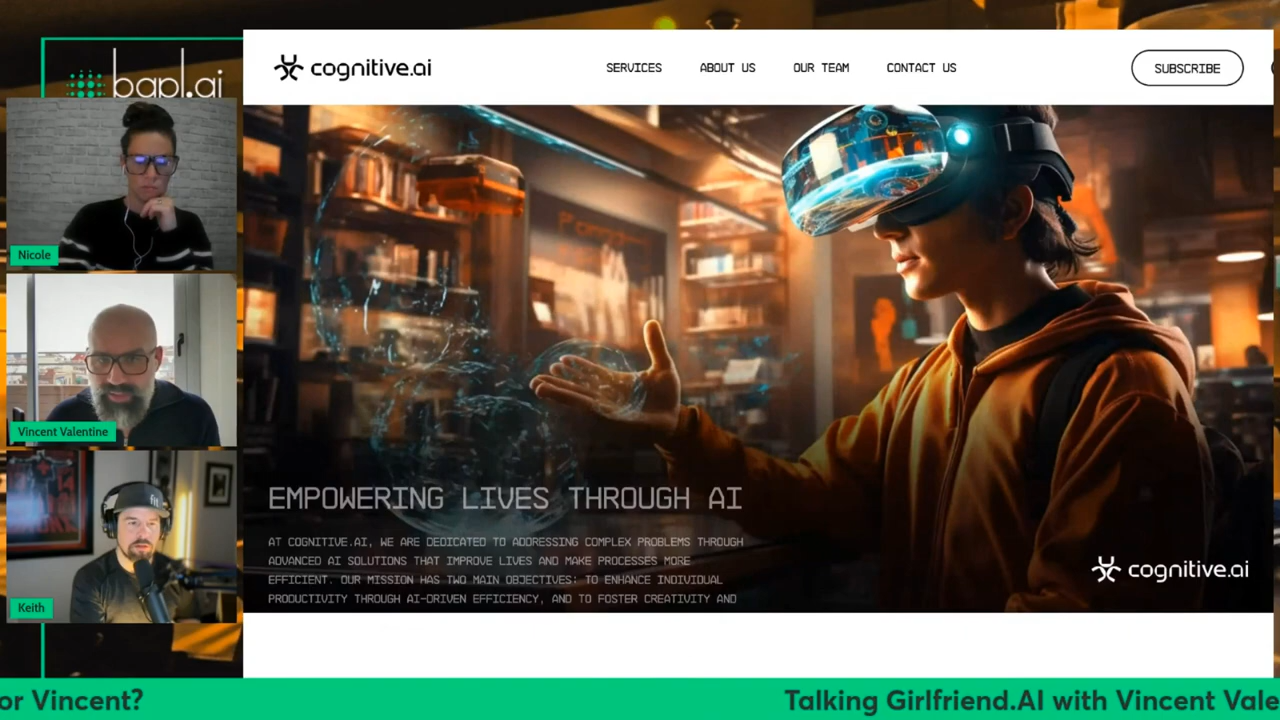 bapl.ai
cognitive.ai
SERVICES
ABOUT US
OUR TEAM
CONTACT US
SUBSCRIBE
Nicole
Vincent Valentine
fit
Keith
EMPOWERING LIVES THROUGH AI
AT COGNITIVE.AI, WE ARE DEDICATED TO ADDRESSING COMPLEX PROBLEMS THROUGH
ADVANCED AI SOLUTIONS THAT IMPROVE LIVES AND MAKE PROCESSES MORE
EFFICIENT. OUR MISSION HAS TWO MAIN OBJECTIVES: TO ENHANCE INDIVIDUAL
PRODUCTIVITY THROUGH AI-DRIVEN EFFICIENCY, AND TO FOSTER CREATIVITY AND
cognitive.ai
or Vincent?
Talking Girlfriend.AI with Vincent Vale